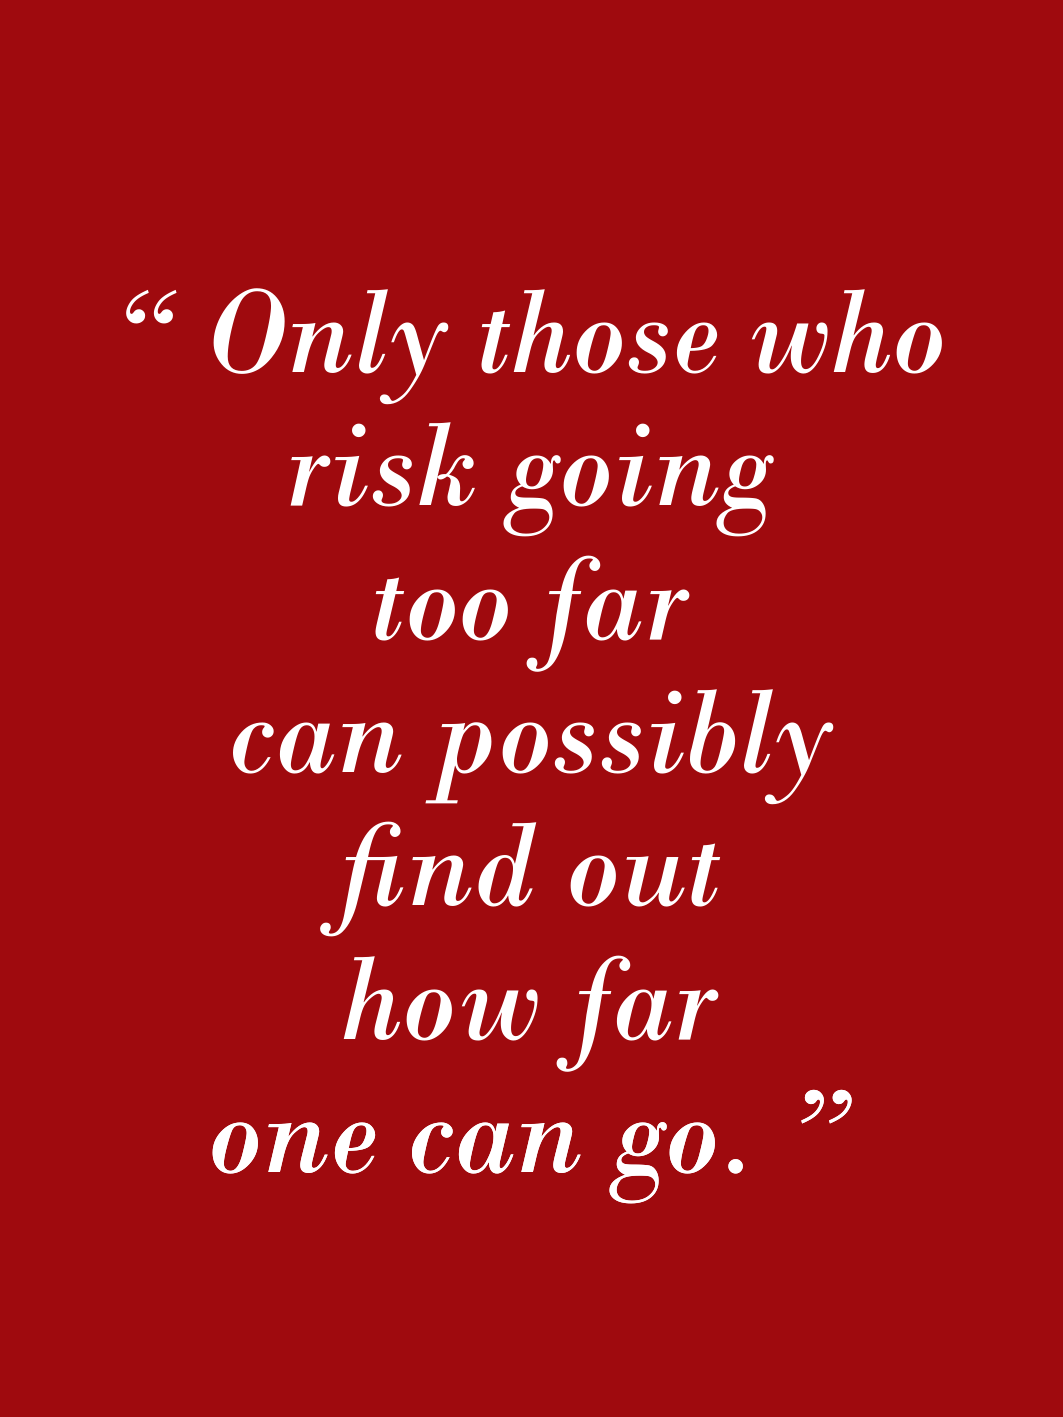 “ Only those who
risk going
too far
can possibly
find out
how far
one can go. ”